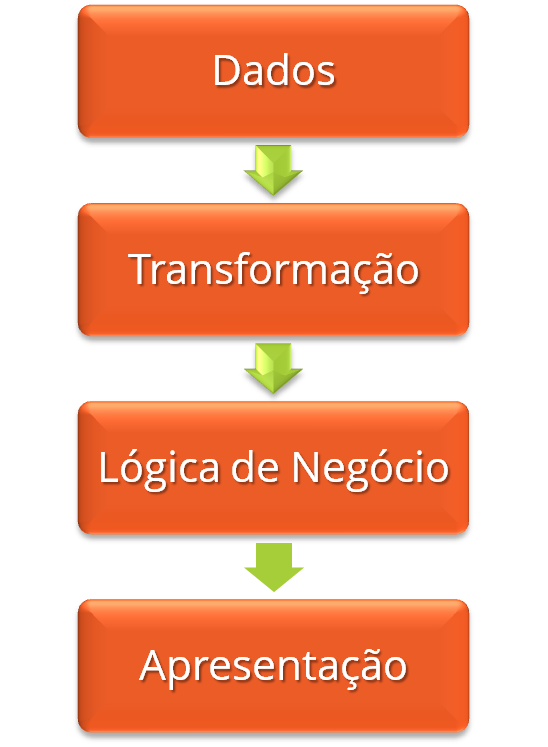 Dados
Transformação
Lógica de Negócio
Apresentação